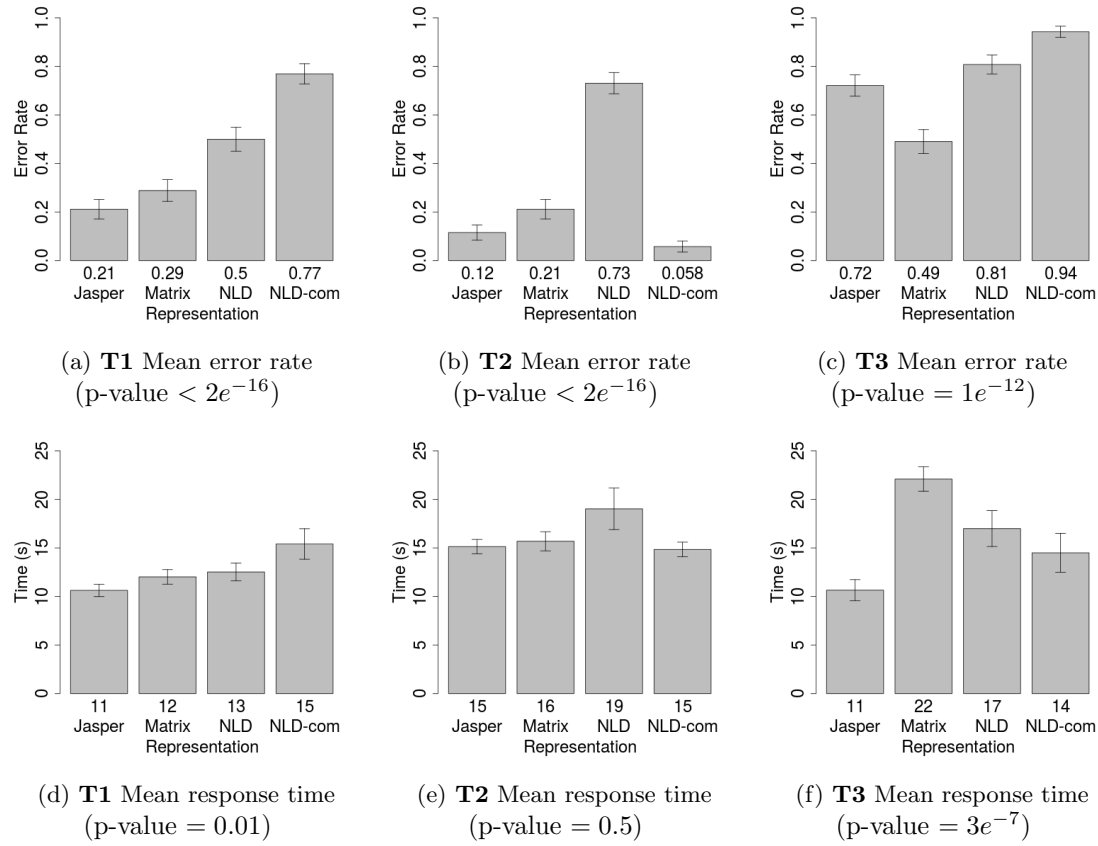 Error Rate
0.0 0.2 0.4 0.6 0.8 1.0
0.21 0.29 0.5 0.77
Jasper Matrix NLD NLD-com
Representation
(a) T1 Mean error rate
(p-value < 2e−16)
Error Rate
0.0 0.2 0.4 0.6 0.8 1.0
0.12 0.21 0.73 0.058
Jasper Matrix NLD NLD-com
Representation
(b) T2 Mean error rate
(p-value < 2e−16)
Error Rate
0.0 0.2 0.4 0.6 0.8 1.0
0.72 0.49 0.81 0.94
Jasper Matrix NLD NLD-com
Representation
(c) T3 Mean error rate
(p-value = 1e−12)
Time (s)
0 5 10 15 20 25
11 12 13 15
Jasper Matrix NLD NLD-com
Representation
(d) T1 Mean response time
(p-value = 0.01)
Time (s)
0 5 10 15 20 25
15 16 19 15
Jasper Matrix NLD NLD-com
Representation
(e) T2 Mean response time
(p-value = 0.5)
Time (s)
0 5 10 15 20 25
11 22 17 14
Jasper Matrix NLD NLD-com
Representation
(f) T3 Mean response time
(p-value = 3e−7)